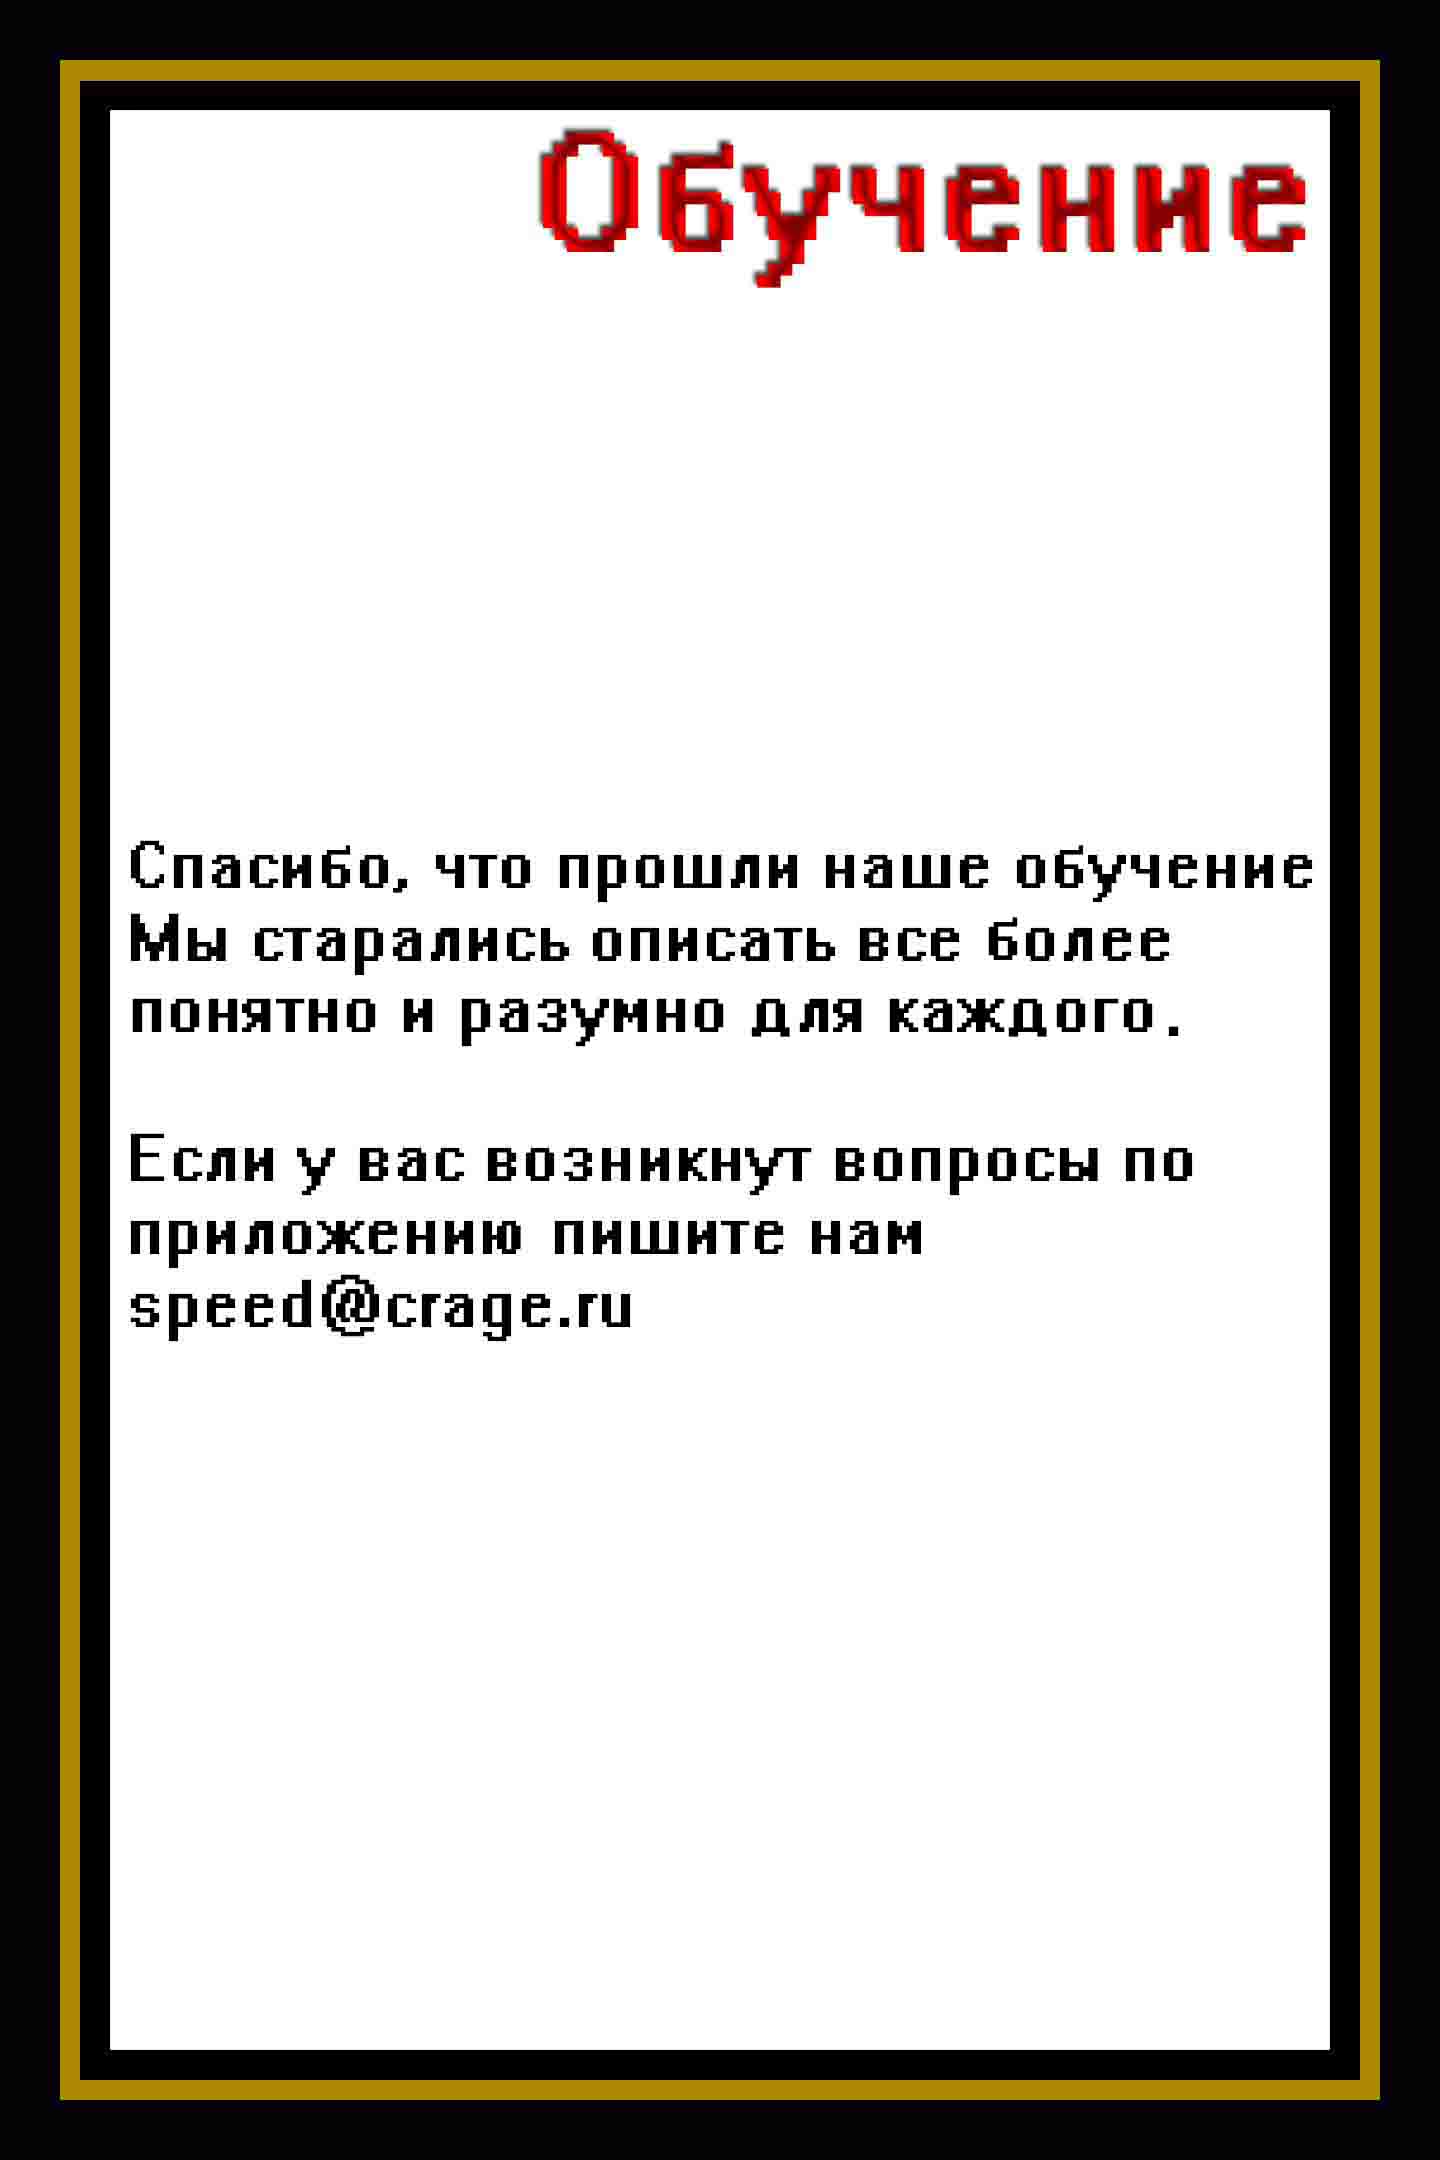 Обучение
Спасибо, что прошли наше обучение
Мы старались описать все более
понятно и разумно для каждого.
Если у вас возникнут вопросы по
приложению пишите нам
speed@crage.ru